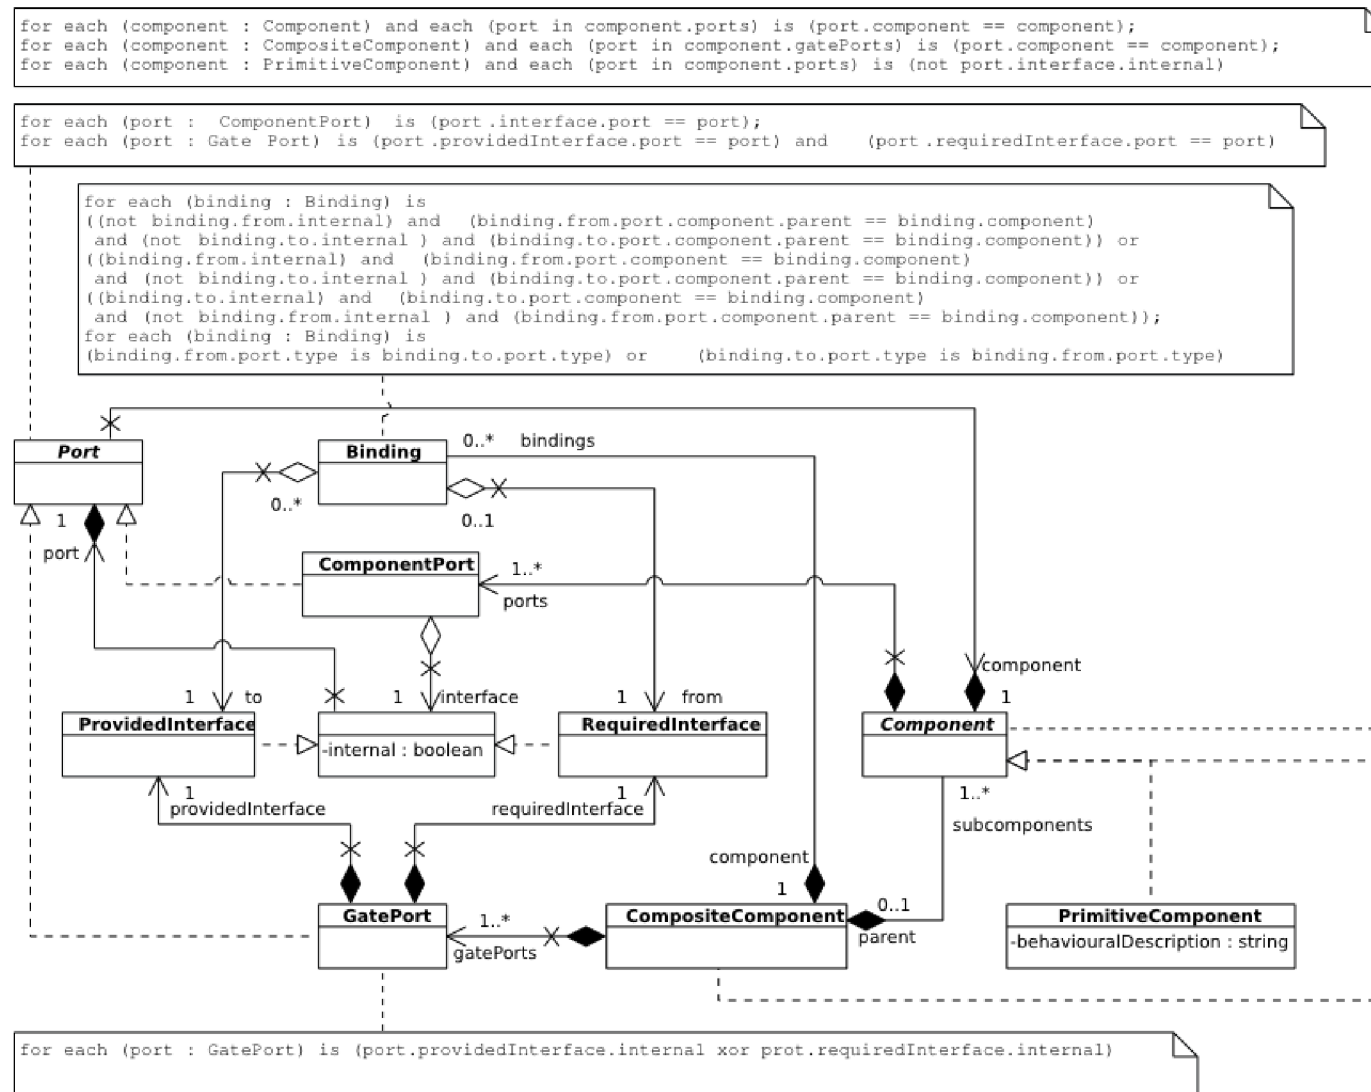 for each (component : Component) and each (port in component.ports) is (port.component == component);
for each (component : CompositeComponent) and each (port in component.gatePorts) is (port.component == component);
for each (component : PrimitiveComponent) and each (port in component.ports) is (not port.interface.internal)
for each (port : ComponentPort) is (port.interface.port == port);
for each (port : Gate Port) is (port.providedInterface.port == port) and (port.requiredInterface.port == port)
for each (binding : Binding) is
((not binding.from.internal) and (binding.from.port.component.parent == binding.component)
and (not binding.to.internal ) and (binding.to.port.component.parent == binding.component)) or
((binding.from.internal) and (binding.from.port.component == binding.component)
and (not binding.to.internal ) and (binding.to.port.component.parent == binding.component)) or
((binding.to.internal) and (binding.to.port.component == binding.component)
and (not binding.from.internal ) and (binding.from.port.component.parent == binding.component));
for each (binding : Binding) is
(binding.from.port.type is binding.to.port.type) or (binding.to.port.type is binding.from.port.type)
Port
Binding
0..* bindings
0..*
0..1
1
port
ComponentPort
1..*
ports
component
1 to
1 interface
1 from
1
ProvidedInterface
RequiredInterface
Component
-internal : boolean
1
providedInterface
1
requiredInterface
1..*
subcomponents
component
1
0..1
parent
GatePort
1..*
gatePorts
CompositeComponent
PrimitiveComponent
-behaviouralDescription : string
for each (port : GatePort) is (port.providedInterface.internal xor prot.requiredInterface.internal)